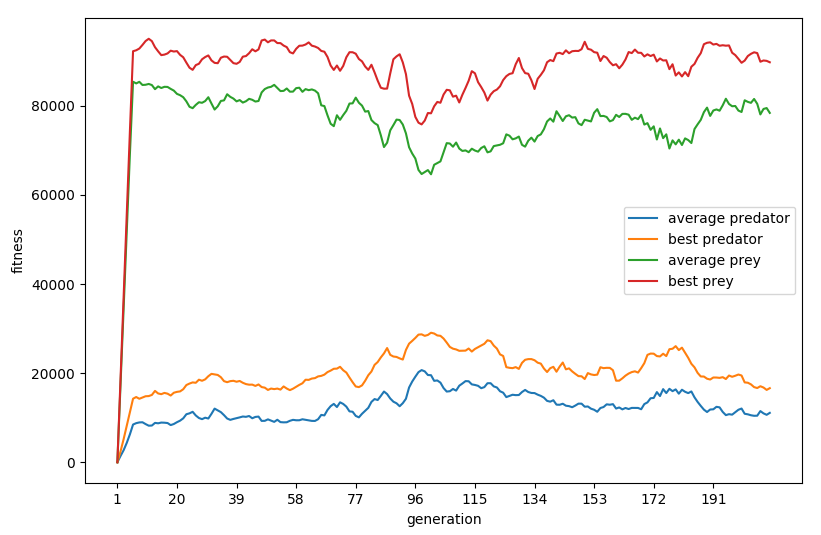 80000
60000
40000
20000
0
fitness
average predator
best predator
average prey
best prey
1 20 39 58 77 96 115 134 153 172 191
generation